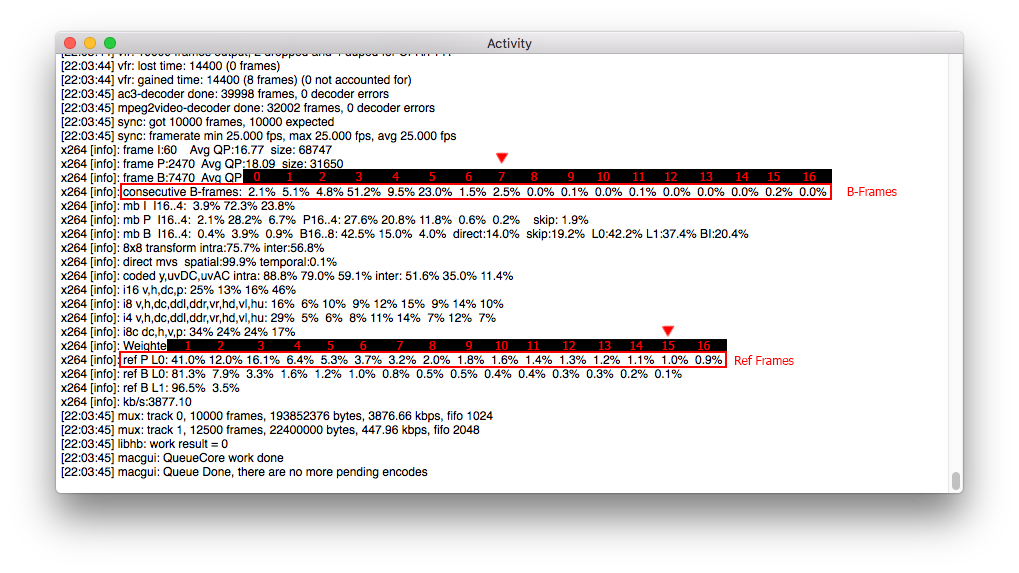 Activity
[22:03:44] vfr: lost time: 14400 (0 frames)
[22:03:44] vfr: gained time: 14400 (8 frames) (0 not accounted for)
[22:03:45] ac3-decoder done: 39998 frames, 0 decoder errors
[22:03:45] mpeg2video-decoder done: 32002 frames, 0 decoder errors
[22:03:45] sync: got 10000 frames, 10000 expected
[22:03:45] sync: framerate min 25.000 fps, max 25.000 fps, avg 25.000 fps
x264 [info]: frame I:60 Avg QP:16.77 size: 68747
x264 [info]: frame P:2470 Avg QP:18.09 size: 31650
x264 [info]: frame B:7470 Avg QP 0 1 2 3 4 5 6 7 8 9 10 11 12 13 14 15 16
x264 [info]: consecutive B-frames: 2.1% 5.1% 4.8% 51.2% 9.5% 23.0% 1.5% 2.5% 0.0% 0.1% 0.0% 0.1% 0.0% 0.0% 0.0% 0.2% 0.0% B-Frames
x264 [info]: mb I I16..4: 3.9% 72.3% 23.8%
x264 [info]: mb P I16..4: 2.1% 28.2% 6.7% P16..4: 27.6% 20.8% 11.8% 0.6% 0.2% skip: 1.9%
x264 [info]: mb B I16..4: 0.4% 3.9% 0.9% B16..8: 42.5% 15.0% 4.0% direct:14.0% skip:19.2% L0:42.2% L1:37.4% BI:20.4%
x264 [info]: 8x8 transform intra:75.7% inter:56.8%
x264 [info]: direct mvs spatial:99.9% temporal:0.1%
x264 [info]: coded y,uvDC,uvAC intra: 88.8% 79.0% 59.1% inter: 51.6% 35.0% 11.4%
x264 [info]: i16 v,h,dc,p: 25% 13% 16% 46%
x264 [info]: i8 v,h,dc,ddl,ddr,vr,hd,vl,hu: 16% 6% 10% 9% 12% 15% 9% 14% 10%
x264 [info]: i4 v,h,dc,ddl,ddr,vr,hd,vl,hu: 29% 5% 6% 8% 11% 14% 7% 12% 7%
x264 [info]: i8c dc,h,v,p: 34% 24% 24% 17%
x264 [info]: Weighte 1 2 3 4 5 6 7 8 9 10 11 12 13 14 15 16
x264 [info]: ref P L0: 41.0% 12.0% 16.1% 6.4% 5.3% 3.7% 3.2% 2.0% 1.8% 1.6% 1.4% 1.3% 1.2% 1.1% 1.0% 0.9% Ref Frames
x264 [info]: ref B L0: 81.3% 7.9% 3.3% 1.6% 1.2% 1.0% 0.8% 0.5% 0.5% 0.4% 0.4% 0.3% 0.3% 0.2% 0.1%
x264 [info]: ref B L1: 96.5% 3.5%
x264 [info]: kb/s:3877.10
[22:03:45] mux: track 0, 10000 frames, 193852376 bytes, 3876.66 kbps, fifo 1024
[22:03:45] mux: track 1, 12500 frames, 22400000 bytes, 447.96 kbps, fifo 2048
[22:03:45] libhb: work result = 0
[22:03:45] macgui: QueueCore work done
[22:03:45] macgui: Queue Done, there are no more pending encodes